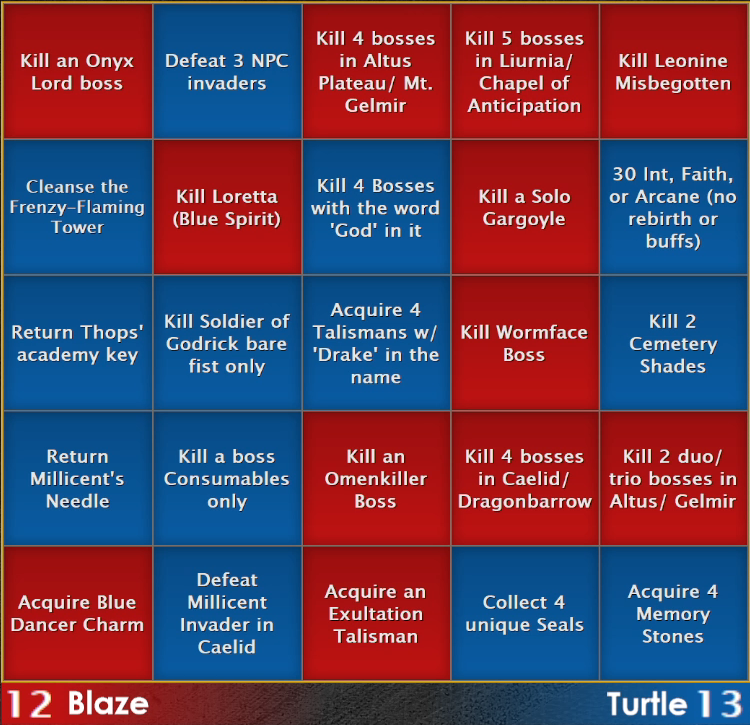 Kill an Onyx
Lord boss
Defeat 3 NPC
invaders
Kill 4 bosses
in Altus
Plateau/ Mt.
Gelmir
Kill 5 bosses
in Liurnia/
Chapel of
Anticipation
Kill Leonine
Misbegotten
Cleanse the
Frenzy-Flaming
Tower
Kill Loretta
(Blue Spirit)
Kill 4 Bosses
with the word
'God' in it
Kill a Solo
Gargoyle
30 Int, Faith,
or Arcane (no
rebirth or
buffs)
Return Thops'
academy key
Kill Soldier of
Godrick bare
fist only
Acquire 4
Talismans w/
'Drake' in the
name
Kill Wormface
Boss
Kill 2
Cemetery
Shades
Return
Millicent's
Needle
Kill a boss
Consumables
only
Kill an
Omenkiller
Boss
Kill 4 bosses
in Caelid/
Dragonbarrow
Kill 2 duo/
trio bosses in
Altus/ Gelmir
Acquire Blue
Dancer Charm
Defeat
Millicent
Invader in
Caelid
Acquire an
Exultation
Talisman
Collect 4
unique Seals
Acquire 4
Memory
Stones
12 Blaze
Turtle 13